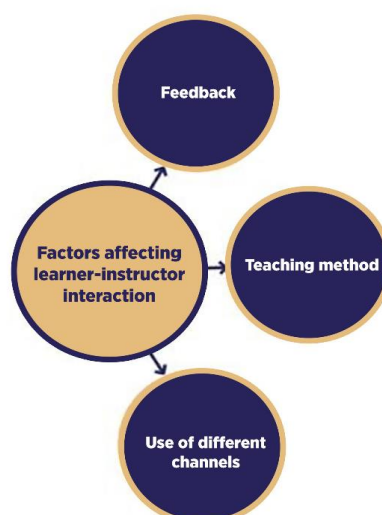 Feedback
Factors affecting
learner-instructor
interaction
Teaching method
Use of different
channels